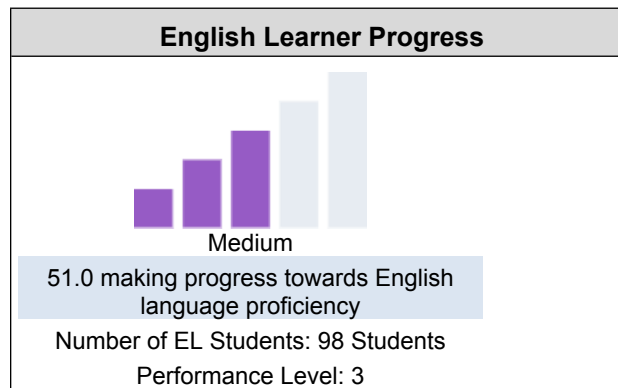 English Learner Progress
Medium
51.0 making progress towards English
language proficiency
Number of EL Students: 98 Students
Performance Level: 3